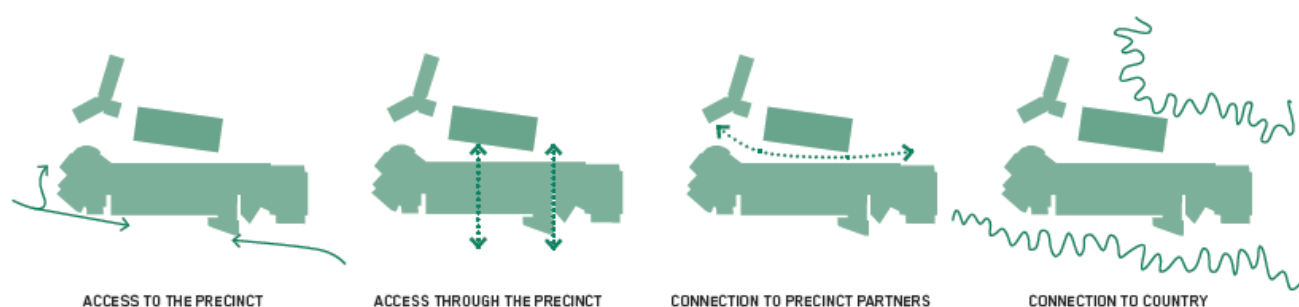 ACCESS TO THE PRECINCT
ACCESS THROUGH THE PRECINCT
CONNECTION TO PRECINCT PARTNERS
CONNECTION TO COUNTRY